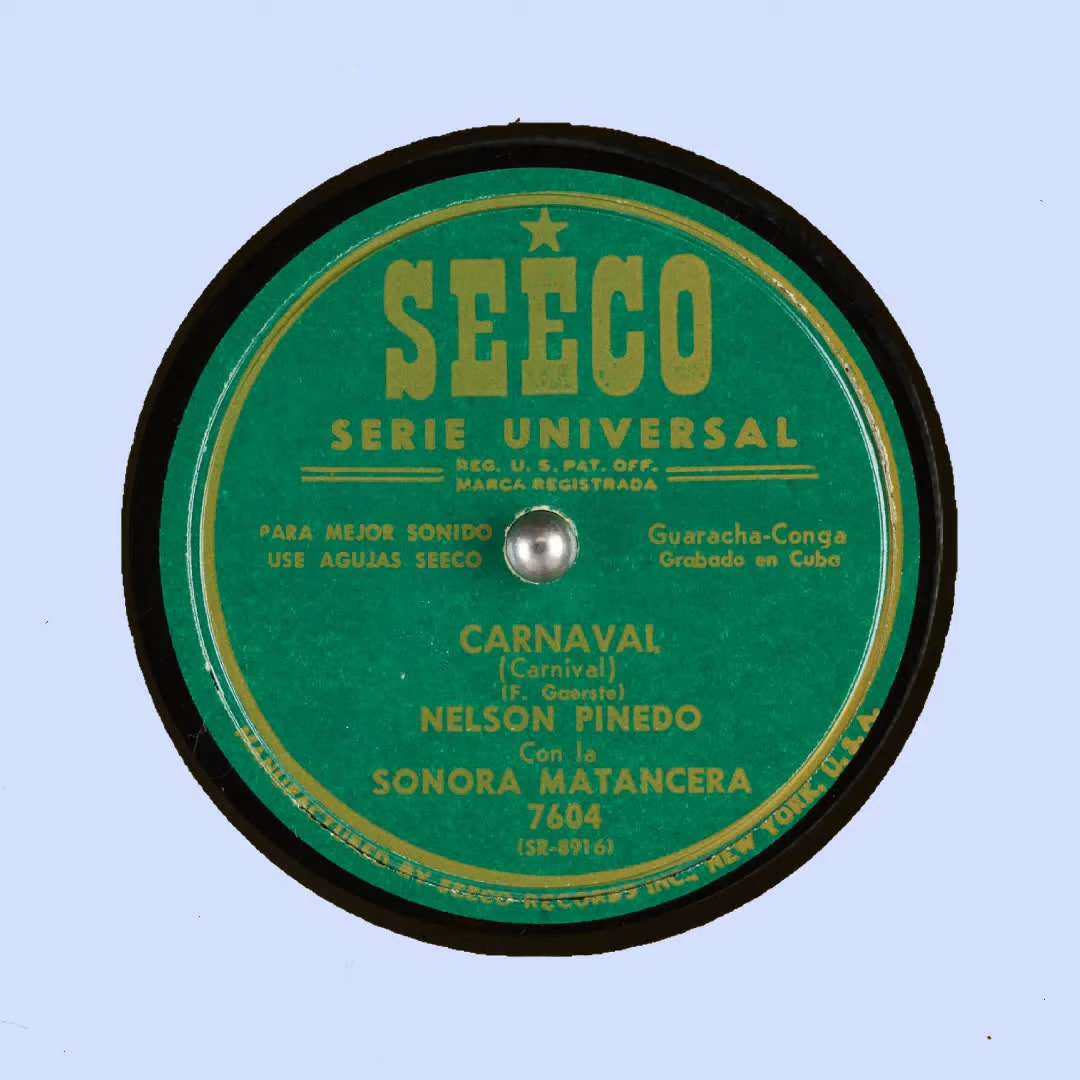 SEECO
SERIE UNIVERSAL
REG. U. S. PAT. OFF.
MARCA REGISTRADA
PARA MEJOR SONIDO
USE AGUJAS SEECO
Guaracha-Conga
Grabado en Cuba
CARNAVAL
(Carnival)
(F. Gaerste)
NELSON PINEDO
Con la
SONORA MATANCERA
7604
(SR-8916)
MANUFACTURED BY SEECO RECORDS INC., NEW YORK, U. S. A.